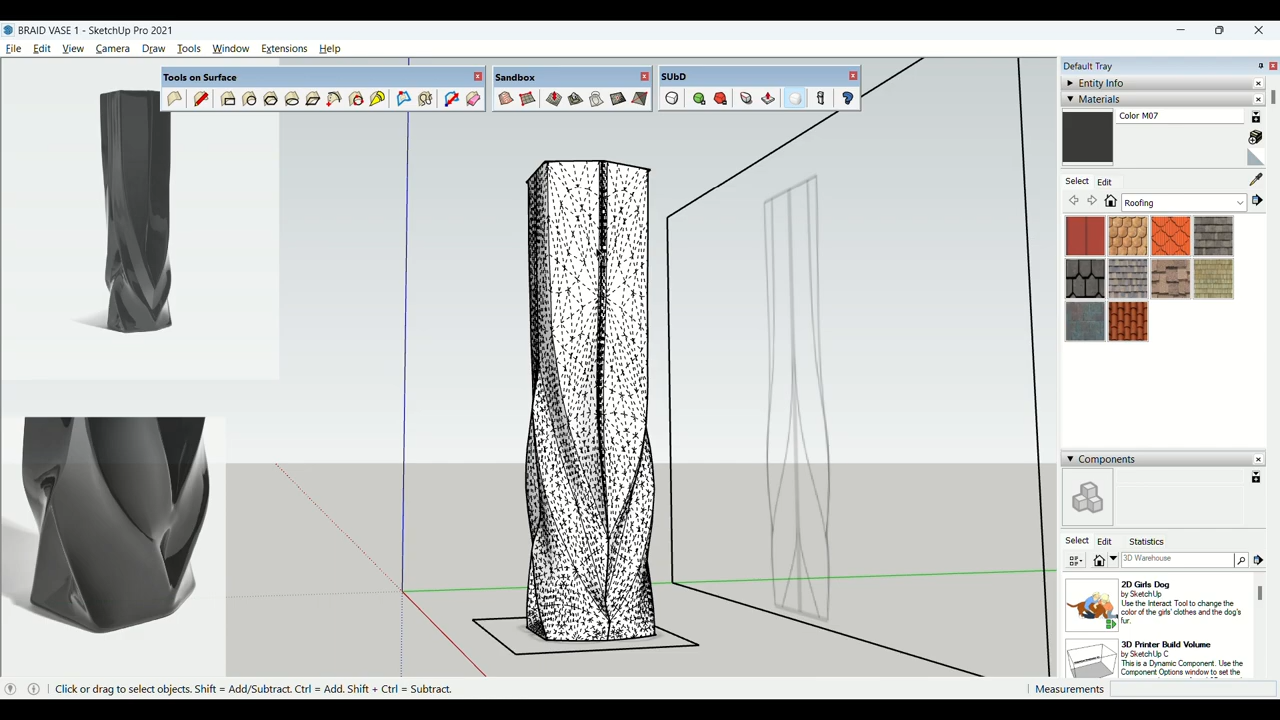 BRAID VASE 1 - SketchUp Pro 2021
File Edit View Camera Draw Tools Window Extensions Help
Tools on Surface
Sandbox
SUbD
Default Tray
Entity Info
Materials
Color M07
Select Edit
Roofing
Components
Select Edit Statistics
3D Warehouse
2D Girls Dog
by SketchUp
Use the Interact Tool to change the
color of the girls' clothes and the dog's
fur.
3D Printer Build Volume
by SketchUp C
This is a Dynamic Component. Use the
Component Options window to set the
Click or drag to select objects. Shift = Add/Subtract. Ctrl = Add. Shift + Ctrl = Subtract.
Measurements